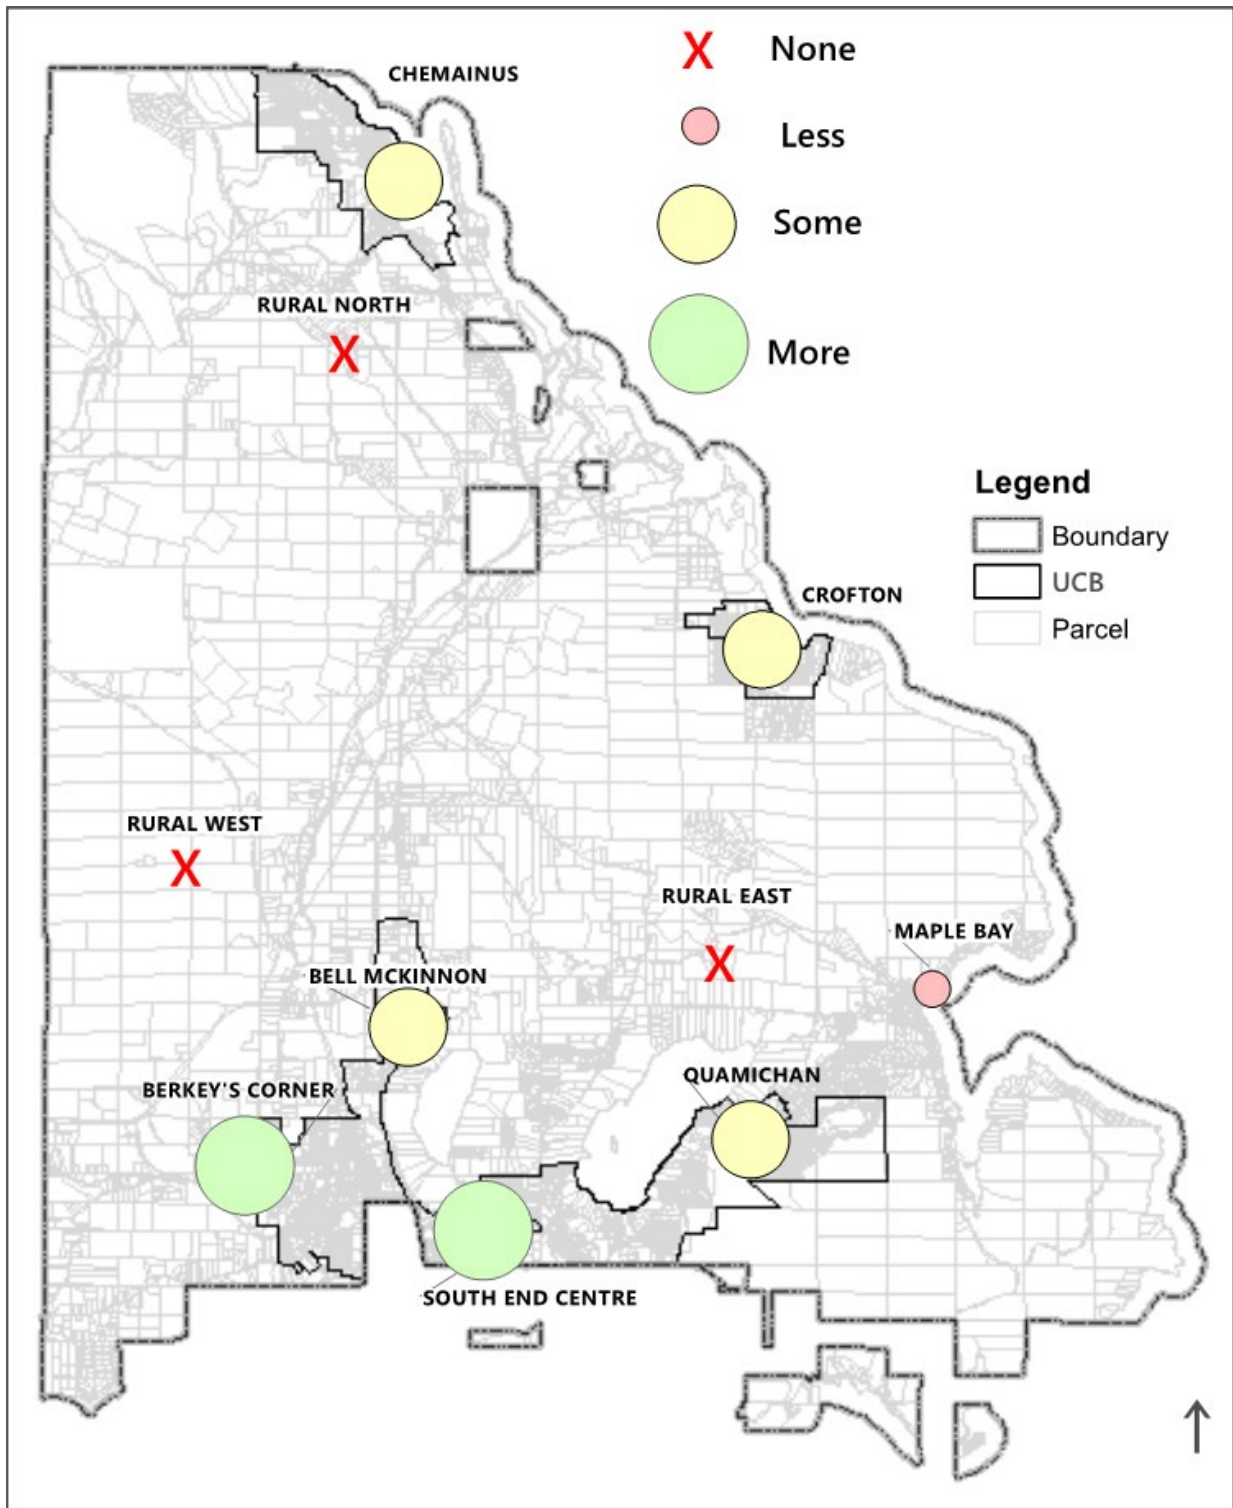 None
CHEMAINUS
Less
Some
RURAL NORTH
More
Legend
Boundary
UCB
Parcel
CROFTON
RURAL WEST
RURAL EAST
MAPLE BAY
BELL MCKINNON
QUAMICHAN
BERKEY'S CORNER
SOUTH END CENTRE